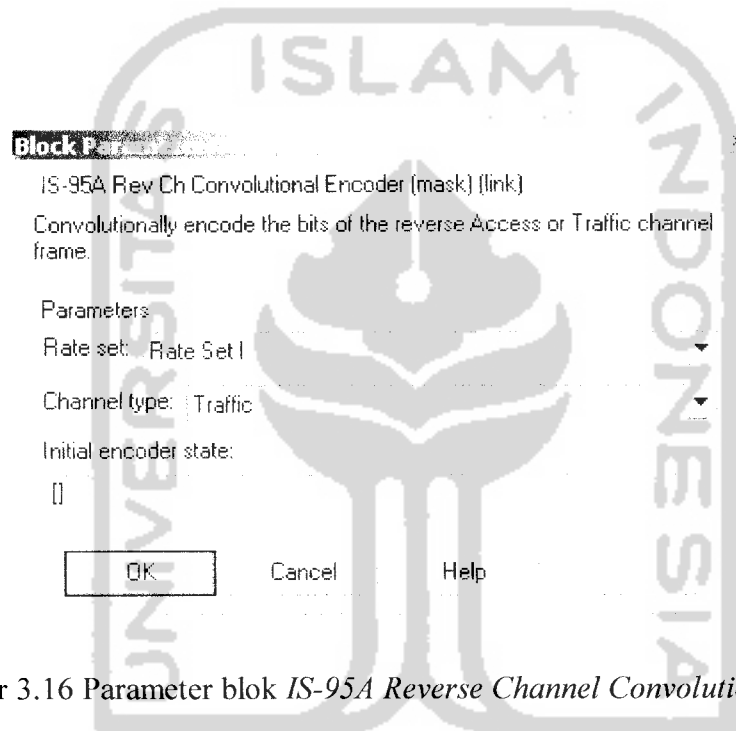 ISLAM
UNIVERSITAS
INDONESIA
Block
IS-95A Rev Ch Convolutional Encoder (mask) (link)
Convolutionally encode the bits of the reverse Access or Traffic channel
frame.
Parameters
Rate set: Rate Set I
Channel type: Traffic
Initial encoder state:
[]
OK Cancel Help
r 3.16 Parameter blok IS-95A Reverse Channel Convoluti